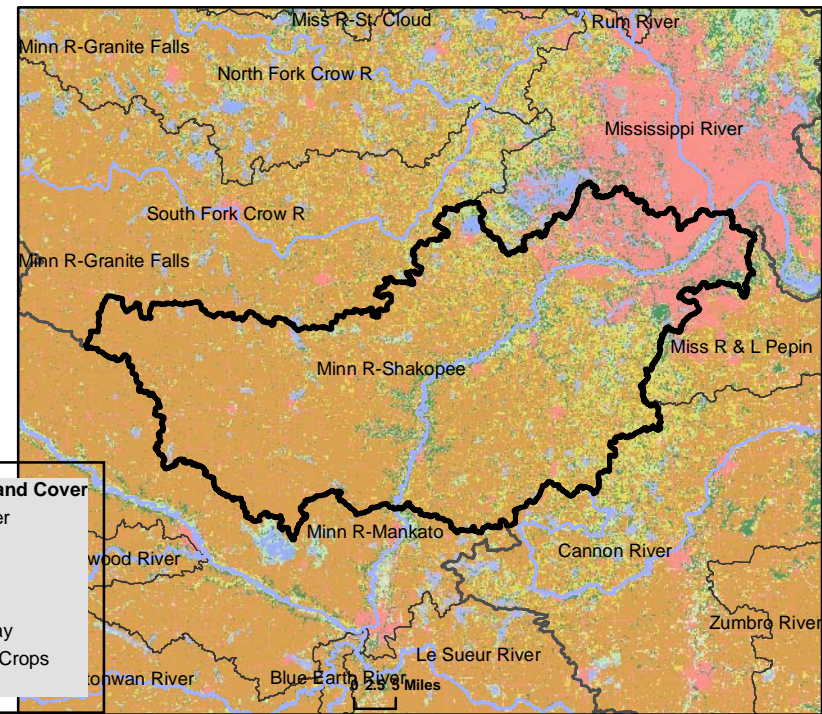 Miss R-St. Cloud
Rum River
Minn R-Granite Falls
North Fork Crow R
Mississippi River
South Fork Crow R
Minn R-Granite Falls
Minn R-Shakopee
Miss R & L Pepin
and Cover
er
Minn R-Mankato
Cannon River
wood River
Zumbro River
ay
Crops
Le Sueur River
onwan River
Blue Earth River
0 2.5 5 Miles